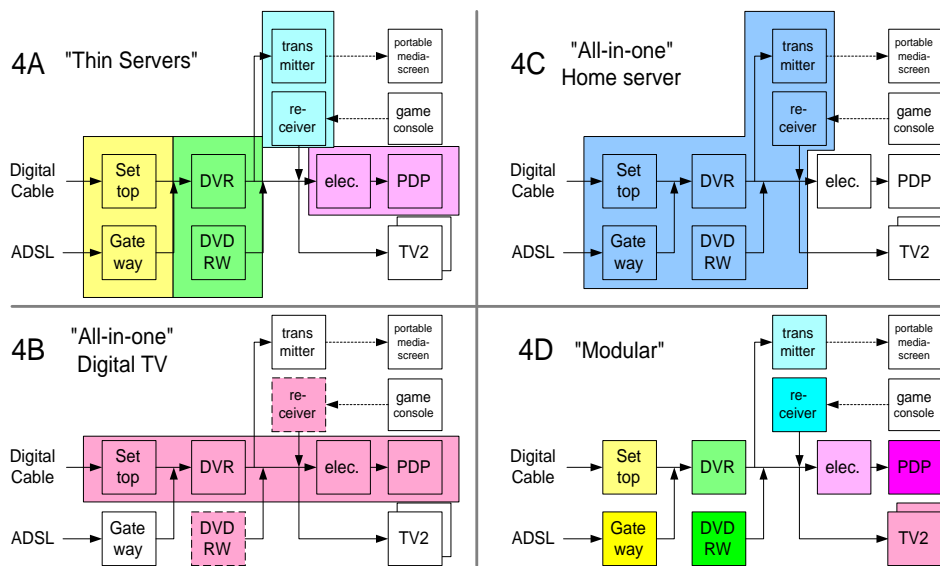 4A
"Thin Servers"
trans
mitter
portable
media-
screen
re-
ceiver
game
console
Digital
Cable
Set
top
DVR
elec.
PDP
ADSL
Gate
way
DVD
RW
TV2
4C
"All-in-one"
Home server
trans
mitter
portable
media-
screen
re-
ceiver
game
console
Digital
Cable
Set
top
DVR
elec.
PDP
ADSL
Gate
way
DVD
RW
TV2
4B
"All-in-one"
Digital TV
trans
mitter
portable
media-
screen
re-
ceiver
game
console
Digital
Cable
Set
top
DVR
elec.
PDP
ADSL
Gate
way
DVD
RW
TV2
4D
"Modular"
trans
mitter
portable
media-
screen
re-
ceiver
game
console
Digital
Cable
Set
top
DVR
elec.
PDP
ADSL
Gate
way
DVD
RW
TV2